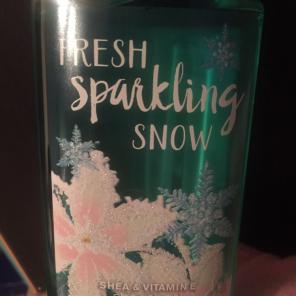 FRESH
sparkling
SNOW
SHEA & VITAMIN E